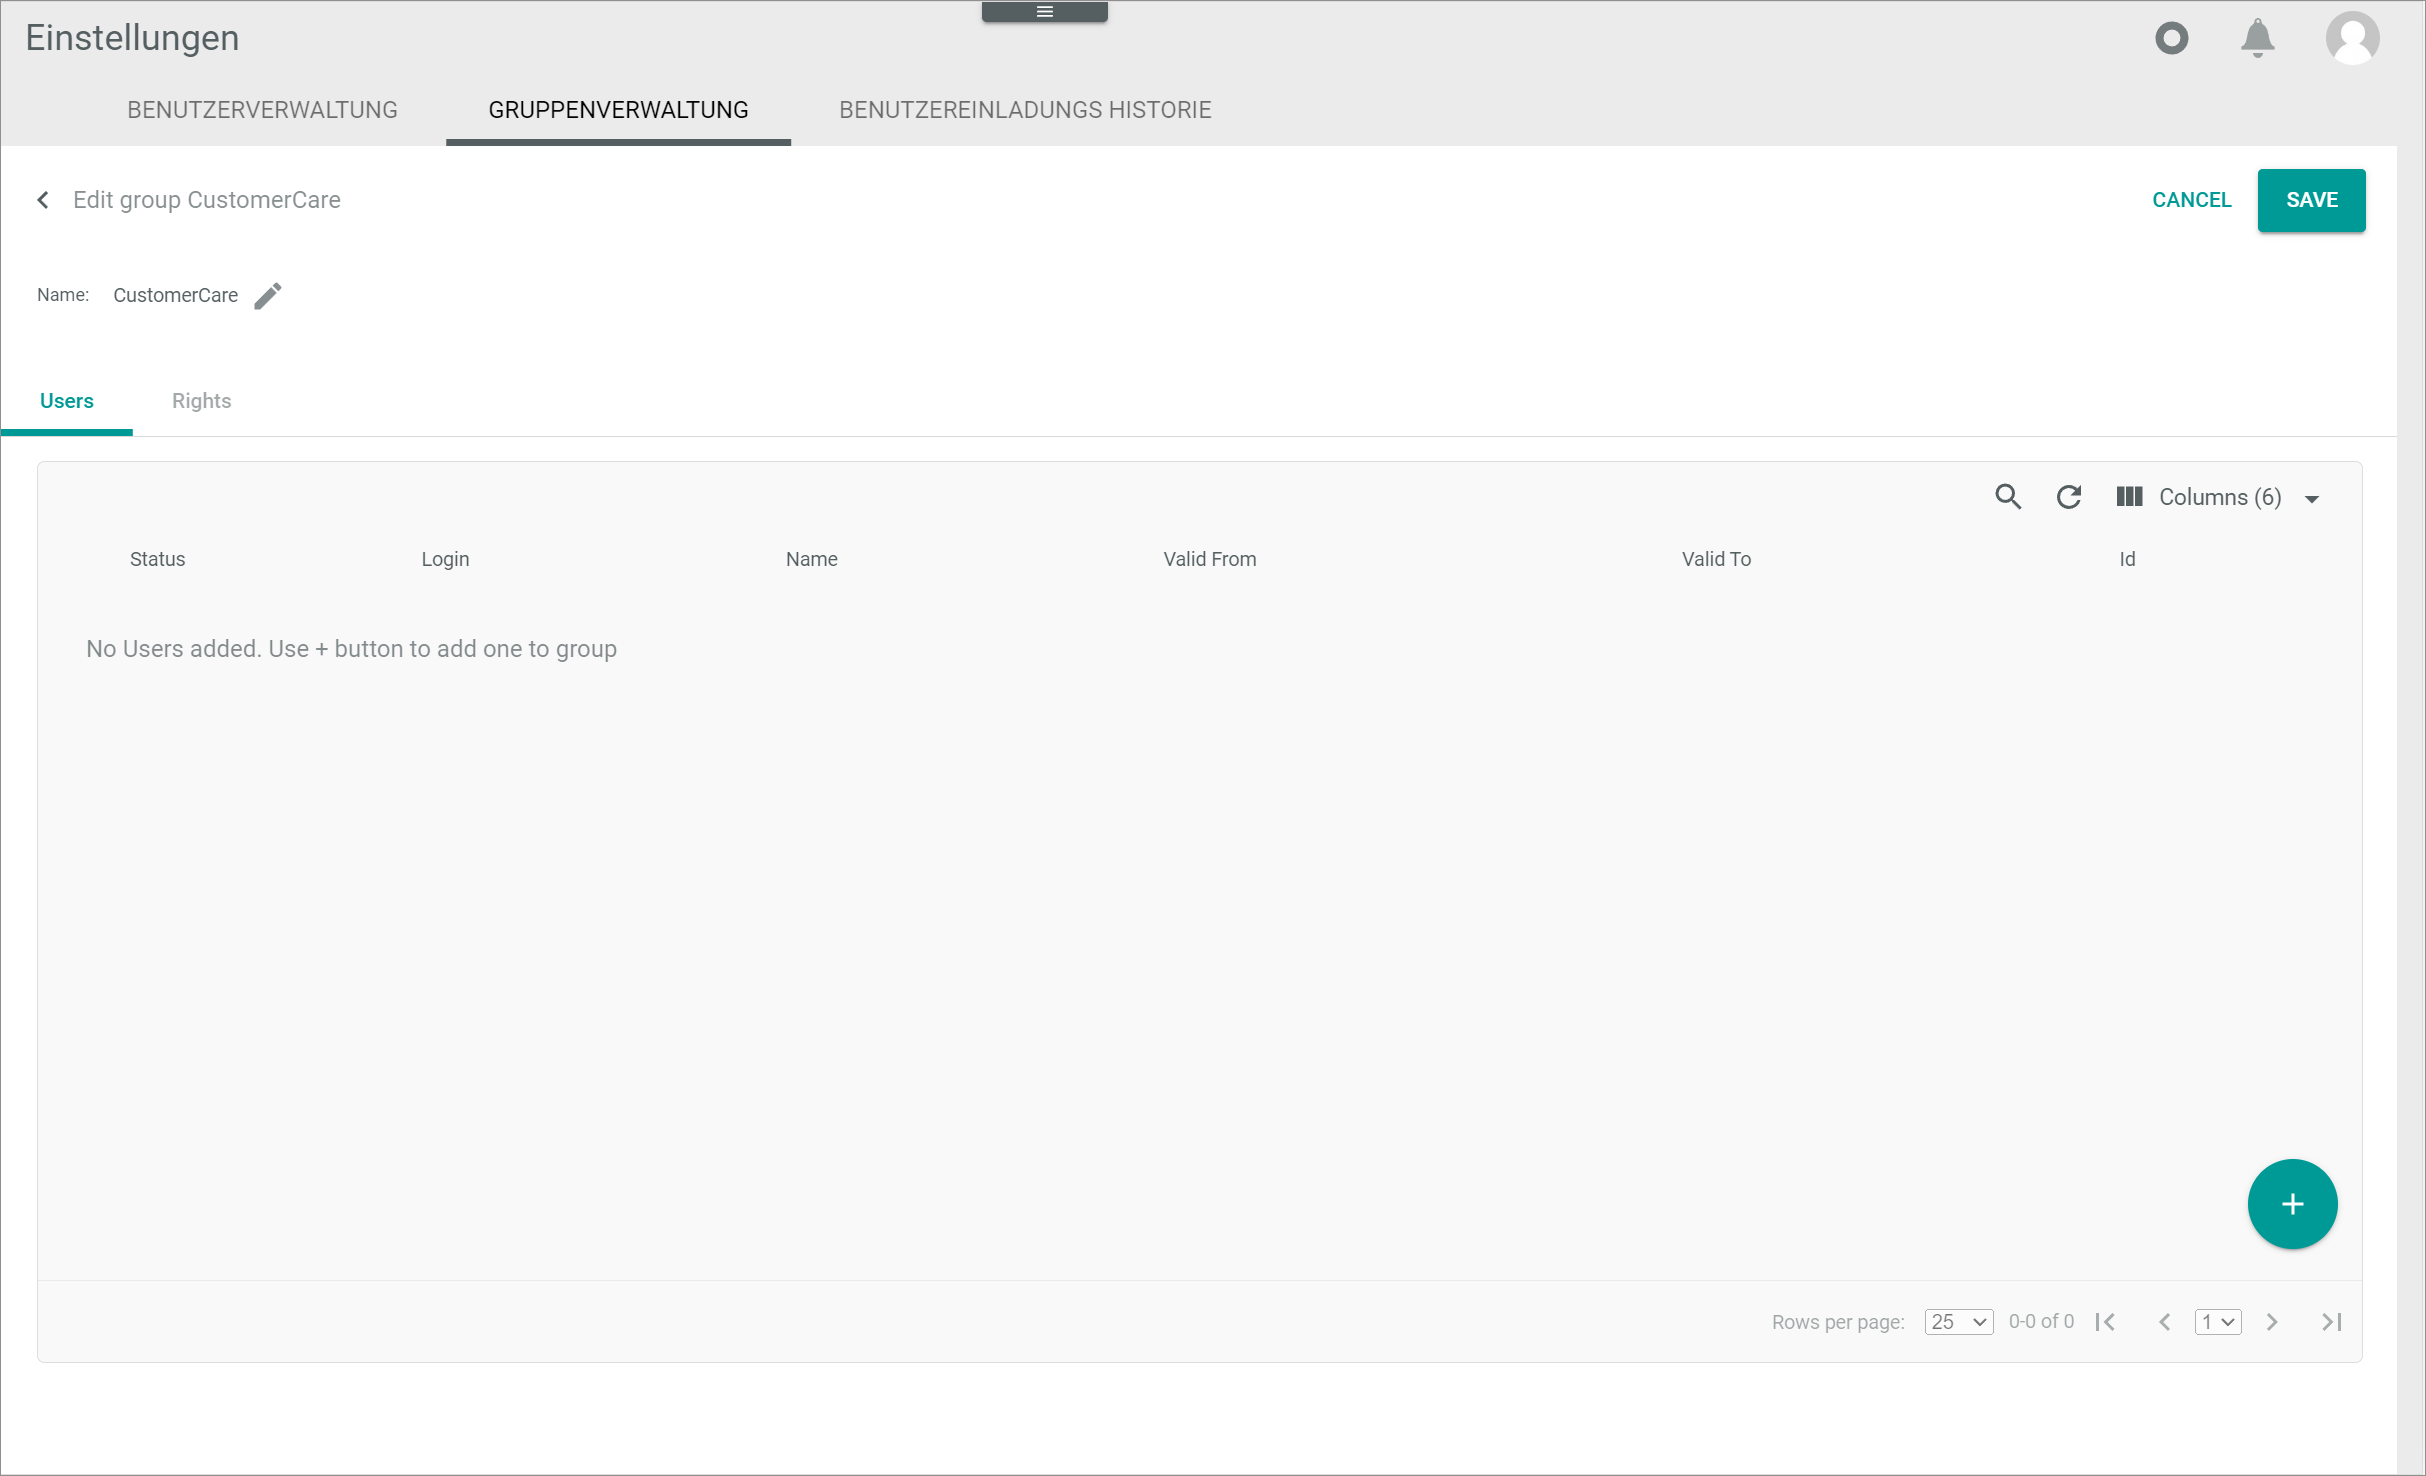 Einstellungen
BENUTZERVERWALTUNG GRUPPENVERWALTUNG BENUTZEREINLADUNGS HISTORIE
Edit group CustomerCare CANCEL SAVE
Name: CustomerCare
Users Rights
Columns (6)
Status Login Name Valid From Valid To Id
No Users added. Use + button to add one to group
+
Rows per page: 25 0-0 of 0 1